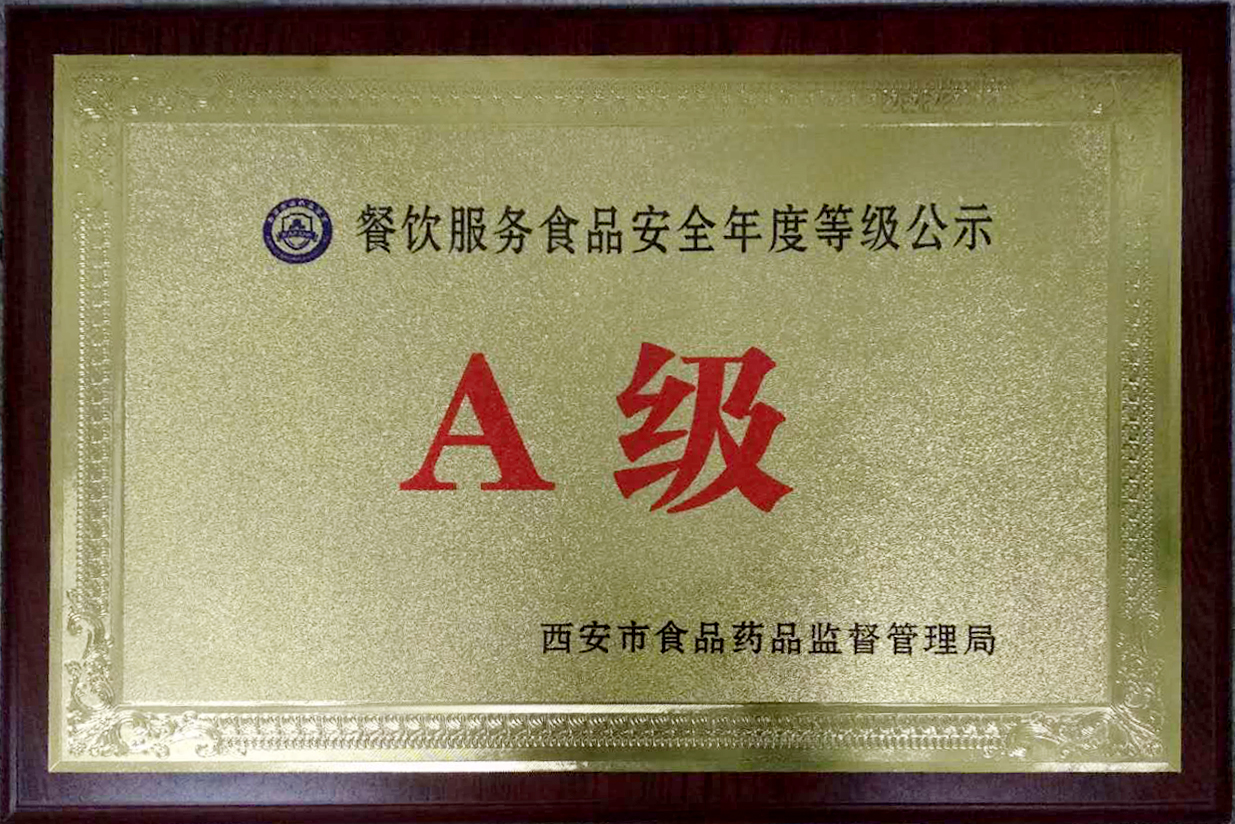 餐饮服务食品安全年度等级公示
A级
西安市食品药品监督管理局